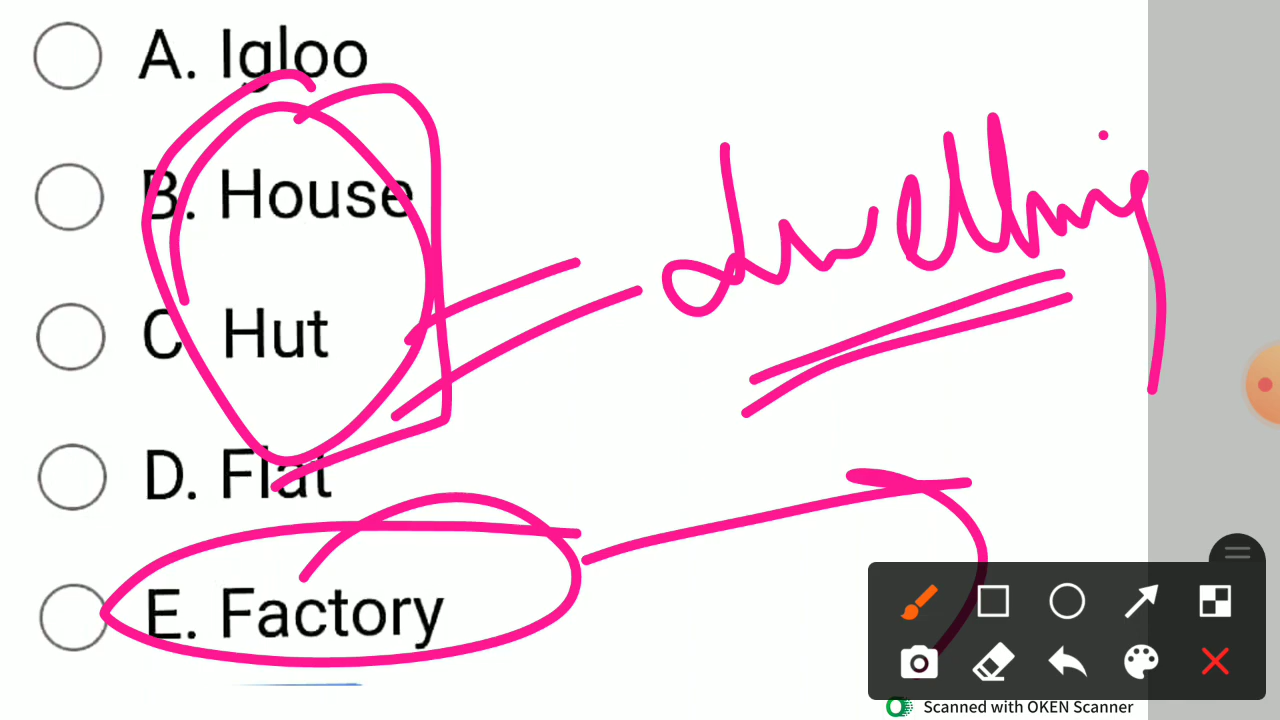 A. Igloo
B. House
C. Hut
dwelling
D. Flat
E. Factory
Scanned with OKEN Scanner